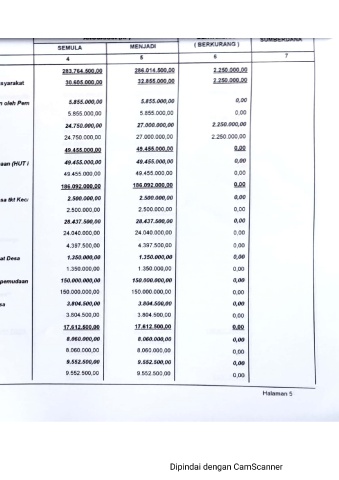 SEMULA MENJADI ( BERKURANG ) SUMBERDANA
4 5 6 7
283.764.500,00 286.014.500,00 2.250.000,00
syarakat 30.605.000,00 32.855.000,00 2.250.000,00
n oleh Pem 5.855.000,00 5.855.000,00 0,00
5.855.000,00 5.855.000,00 0,00
24.750.000,00 27.000.000,00 2.250.000,00
24.750.000,00 27.000.000,00 2.250.000,00
49.455.000,00 49.455.000,00 0,00
aan (HUT 49.455.000,00 49.455.000,00 0,00
49.455.000,00 49.455.000,00 0,00
186.092.000,00 186.092.000,00 0,00
sa tkt Kec 2.500.000,00 2.500.000,00 0,00
2.500.000,00 2.500.000,00 0,00
28.437.500,00 28.437.500,00 0,00
24.040.000,00 24.040.000,00 0,00
4.397.500,00 4.397.500,00 0,00
at Desa 1.350.000,00 1.350.000,00 0,00
1.350.000,00 1.350.000,00 0,00
pemudaan 150.000.000,00 150.000.000,00 0,00
150.000.000,00 150.000.000,00 0,00
sa 3.804.500,00 3.804.500,00 0,00
3.804.500,00 3.804.500,00 0,00
17.612.500,00 17.612.500,00 0,00
8.060.000,00 8.060.000,00 0,00
8.060.000,00 8.060.000,00 0,00
9.552.500,00 9.552.500,00 0,00
9.552.500,00 9.552.500,00 0,00
Halaman 5
Dipindai dengan CamScanner